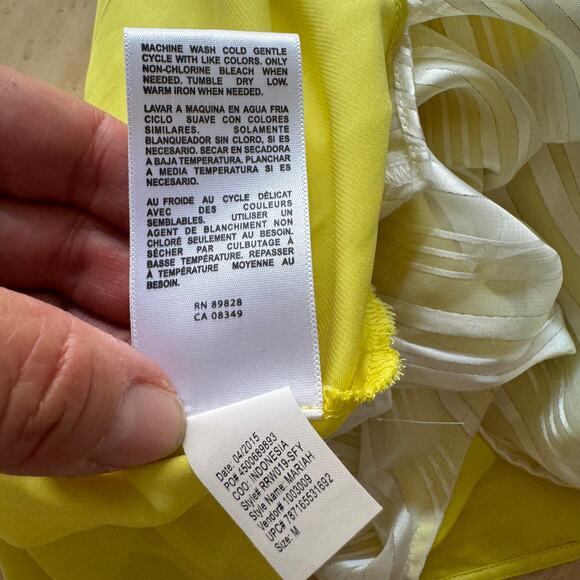 MACHINE WASH COLD GENTLE
CYCLE WITH LIKE COLORS. ONLY
NON-CHLORINE BLEACH WHEN
NEEDED. TUMBLE DRY LOW.
WARM IRON WHEN NEEDED.
LAVAR A MAQUINA EN AGUA FRIA
CICLO SUAVE CON COLORES
SIMILARES. SOLAMENTE
BLANQUEADOR SIN CLORO, SI ES
NECESARIO. SECAR EN SECADORA
A BAJA TEMPERATURA. PLANCHAR
A MEDIA TEMPERATURA SI ES
NECESARIO.
AU FROIDE AU CYCLE DÉLICAT
AVEC DES COULEURS
SEMBLABLES. UTILISER UN
AGENT DE BLANCHIMENT NON
CHLORÉ SEULEMENT AU BESOIN.
SÉCHER PAR CULBUTAGE À
BASSE TEMPÉRATURE. REPASSER
À TEMPÉRATURE MOYENNE AU
BESOIN.
RN 89828
CA 08349
Date: 04/2015
PO# 4500689893
COO: INDONESIA
Style# RRW019-SFY
Style Name: MARIAH
Vendor# 1003009
UPC# 787165531692
Size: M